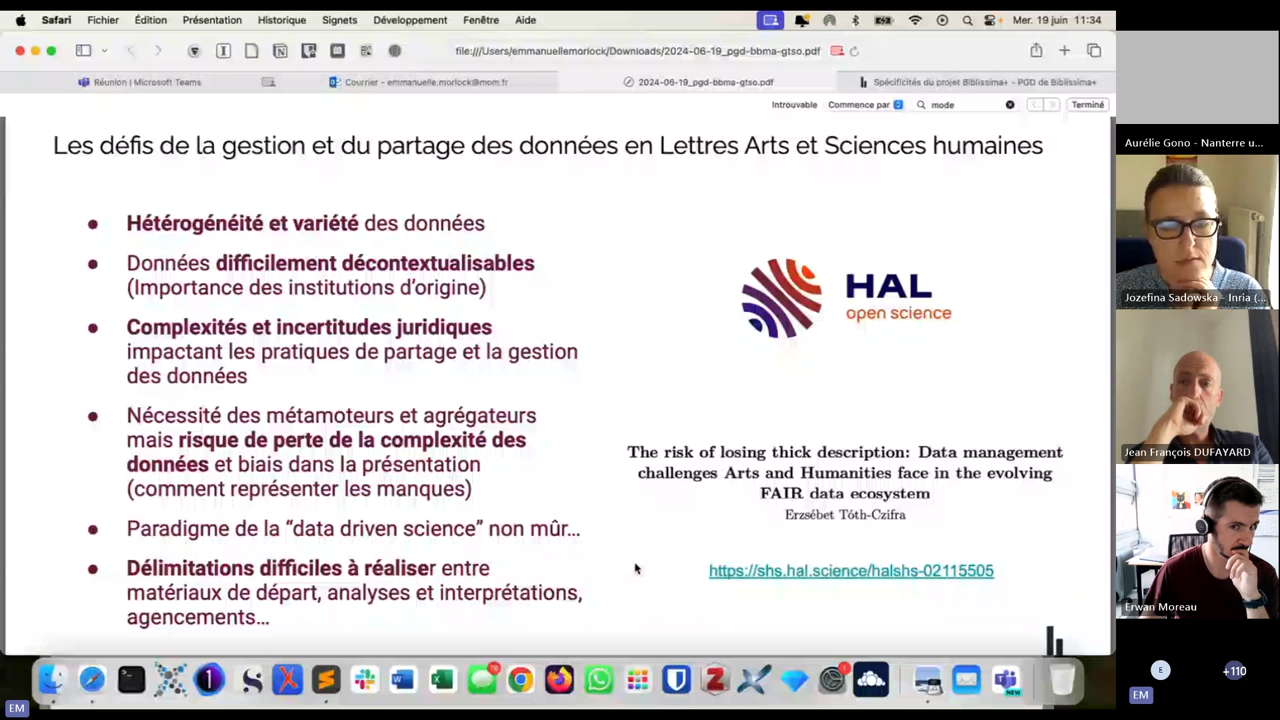 Safari Fichier Édition Présentation Historique Signets Développement Fenêtre Aide
Mer. 19 juin 11:34
file:///Users/emmanuellemorlock/Downloads/2024-06-19_pgd-bbma-gtso.pdf
Réunion | Microsoft Teams
Courrier - emmanuelle.morlock@mom.fr
2024-06-19_pgd-bbma-gtso.pdf
Spécificités du projet Biblissima+ - PGD de Biblissima+
Introuvable Commence par mode Terminé
Les défis de la gestion et du partage des données en Lettres Arts et Sciences humaines
● Hétérogénéité et variété des données
● Données difficilement décontextualisables
(Importance des institutions d’origine)
● Complexités et incertitudes juridiques
impactant les pratiques de partage et la gestion
des données
● Nécessité des métamoteurs et agrégateurs
mais risque de perte de la complexité des
données et biais dans la présentation
(comment représenter les manques)
● Paradigme de la “data driven science” non mûr...
● Délimitations difficiles à réaliser entre
matériaux de départ, analyses et interprétations,
agencements...
HAL
open science
The risk of losing thick description: Data management
challenges Arts and Humanities face in the evolving
FAIR data ecosystem
Erzsébet Tóth-Czifra
https://shs.hal.science/halshs-02115505
Aurélie Gono - Nanterre u...
Jozefina Sadowska - Inria (...
Jean François DUFAYARD
Erwan Moreau
E
+110
EM
EM
NEW